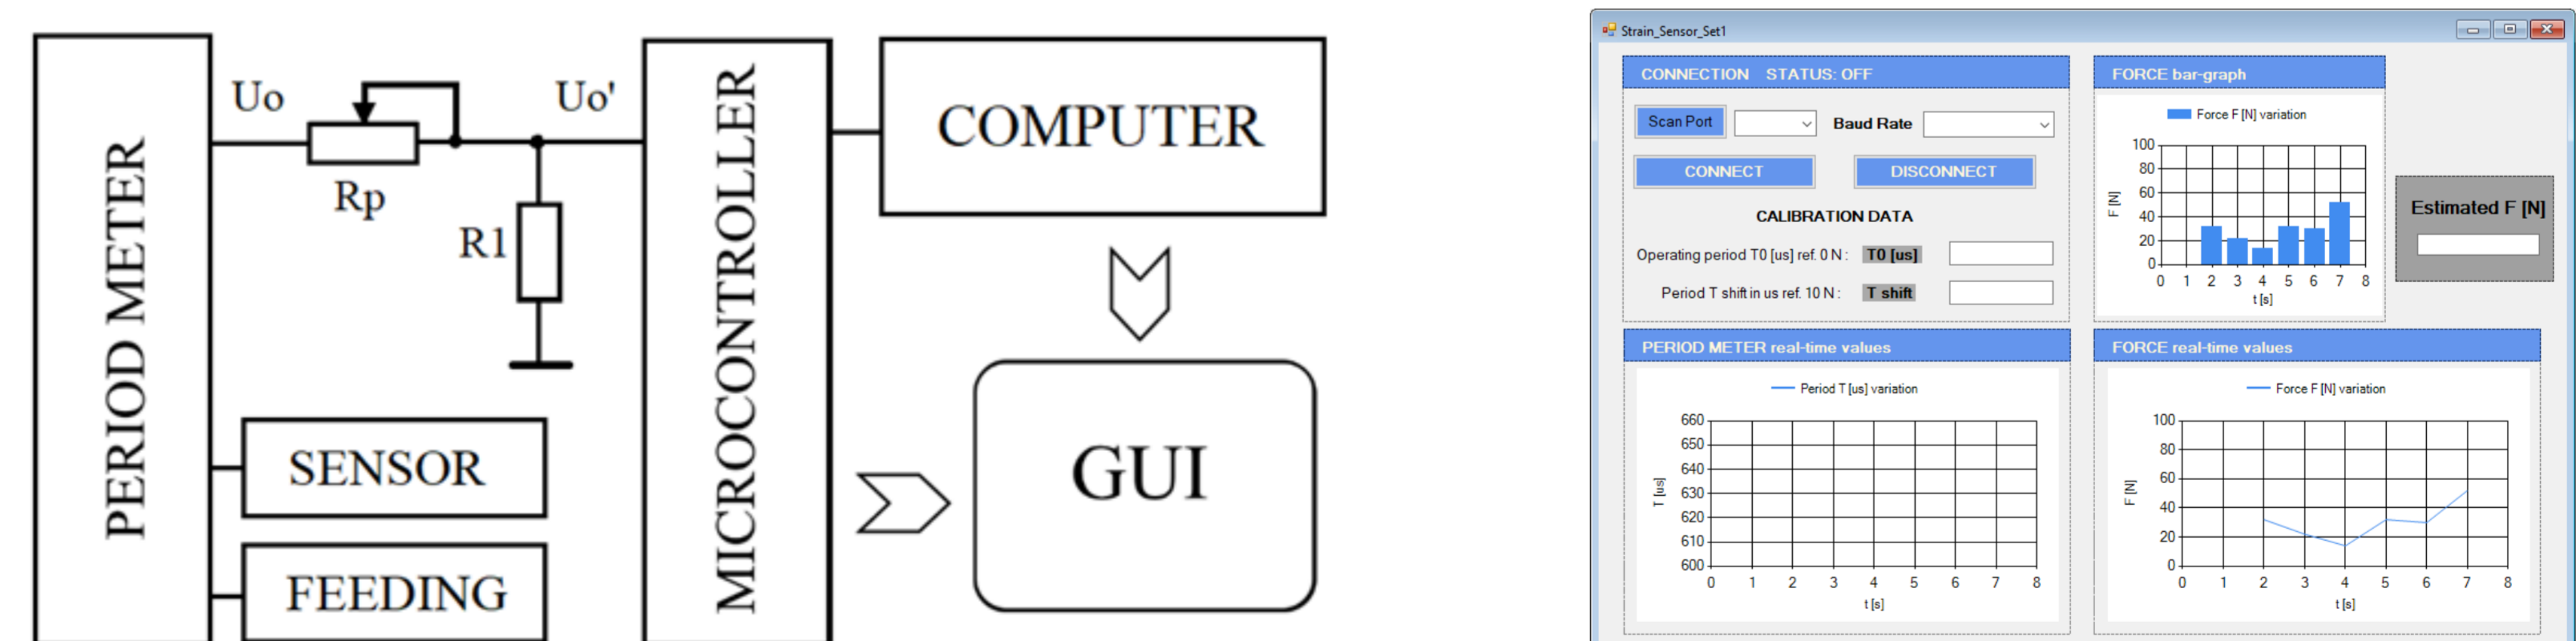 PERIOD METER
Uo
Rp
Uo'
R1
SENSOR
FEEDING
MICROCONTROLLER
COMPUTER
GUI
Strain_Sensor_Set1
CONNECTION STATUS: OFF
Scan Port
Baud Rate
CONNECT
DISCONNECT
CALIBRATION DATA
Operating period T0 [us] ref. 0 N : T0 [us]
Period T shift in us ref. 10 N : T shift
FORCE bar-graph
Force F [N] variation
100
80
60
40
20
0
F [N]
0 1 2 3 4 5 6 7 8
t [s]
Estimated F [N]
PERIOD METER real-time values
Period T [us] variation
660
650
640
630
620
610
600
T [us]
0 1 2 3 4 5 6 7 8
t [s]
FORCE real-time values
Force F [N] variation
100
80
60
40
20
0
F [N]
0 1 2 3 4 5 6 7 8
t [s]